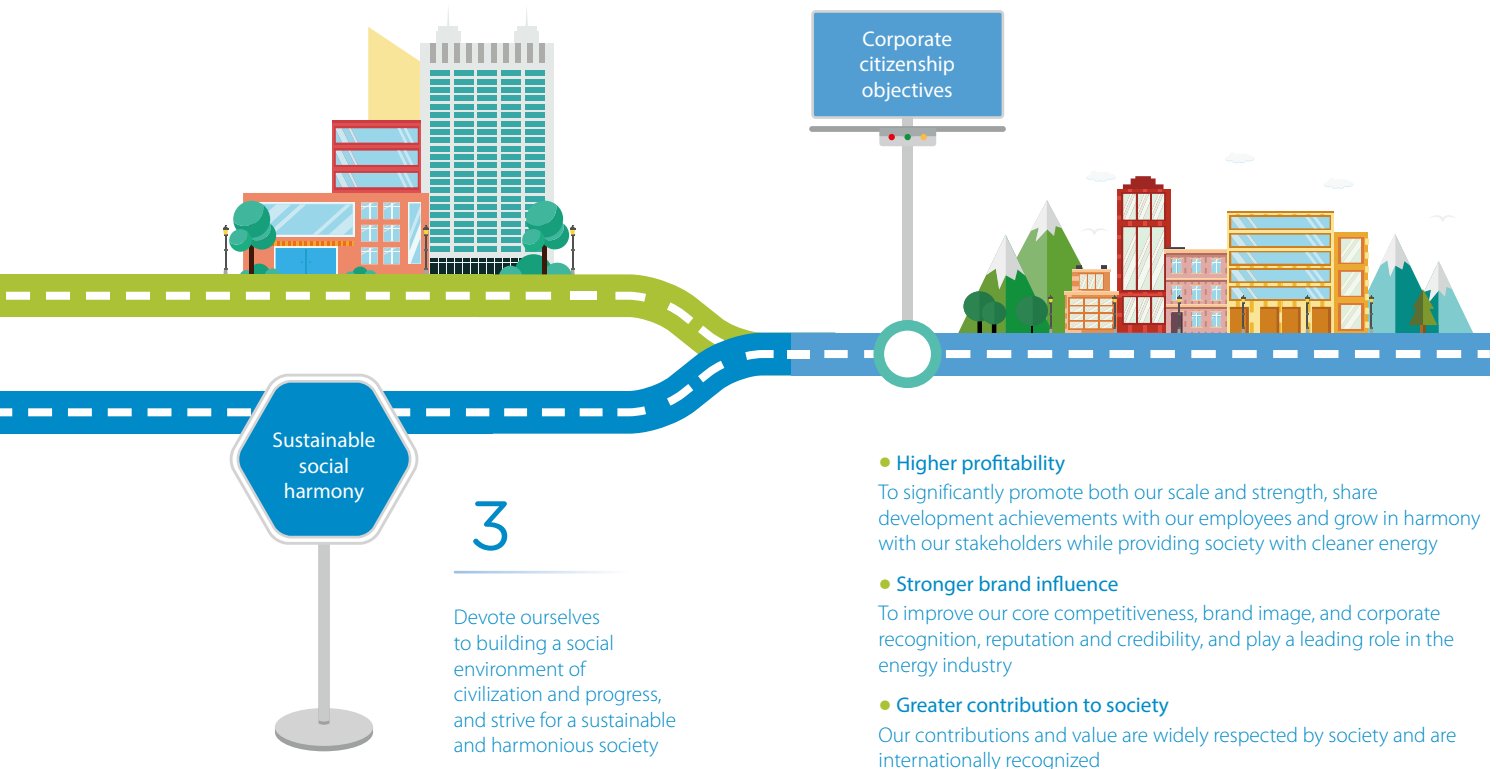 Corporate
citizenship
objectives
Sustainable
social
harmony
3
Devote ourselves
to building a social
environment of
civilization and progress,
and strive for a sustainable
and harmonious society
• Higher profitability
To significantly promote both our scale and strength, share
development achievements with our employees and grow in harmony
with our stakeholders while providing society with cleaner energy
• Stronger brand influence
To improve our core competitiveness, brand image, and corporate
recognition, reputation and credibility, and play a leading role in the
energy industry
• Greater contribution to society
Our contributions and value are widely respected by society and are
internationally recognized